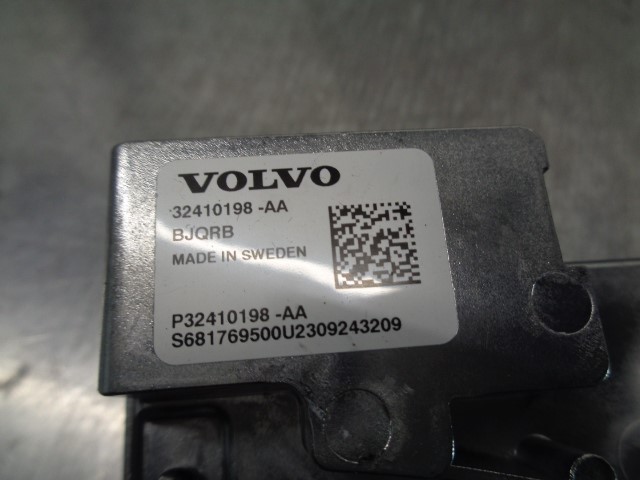 VOLVO
32410198 -AA
BJQRB
MADE IN SWEDEN
P32410198 -AA
S681769500U2309243209